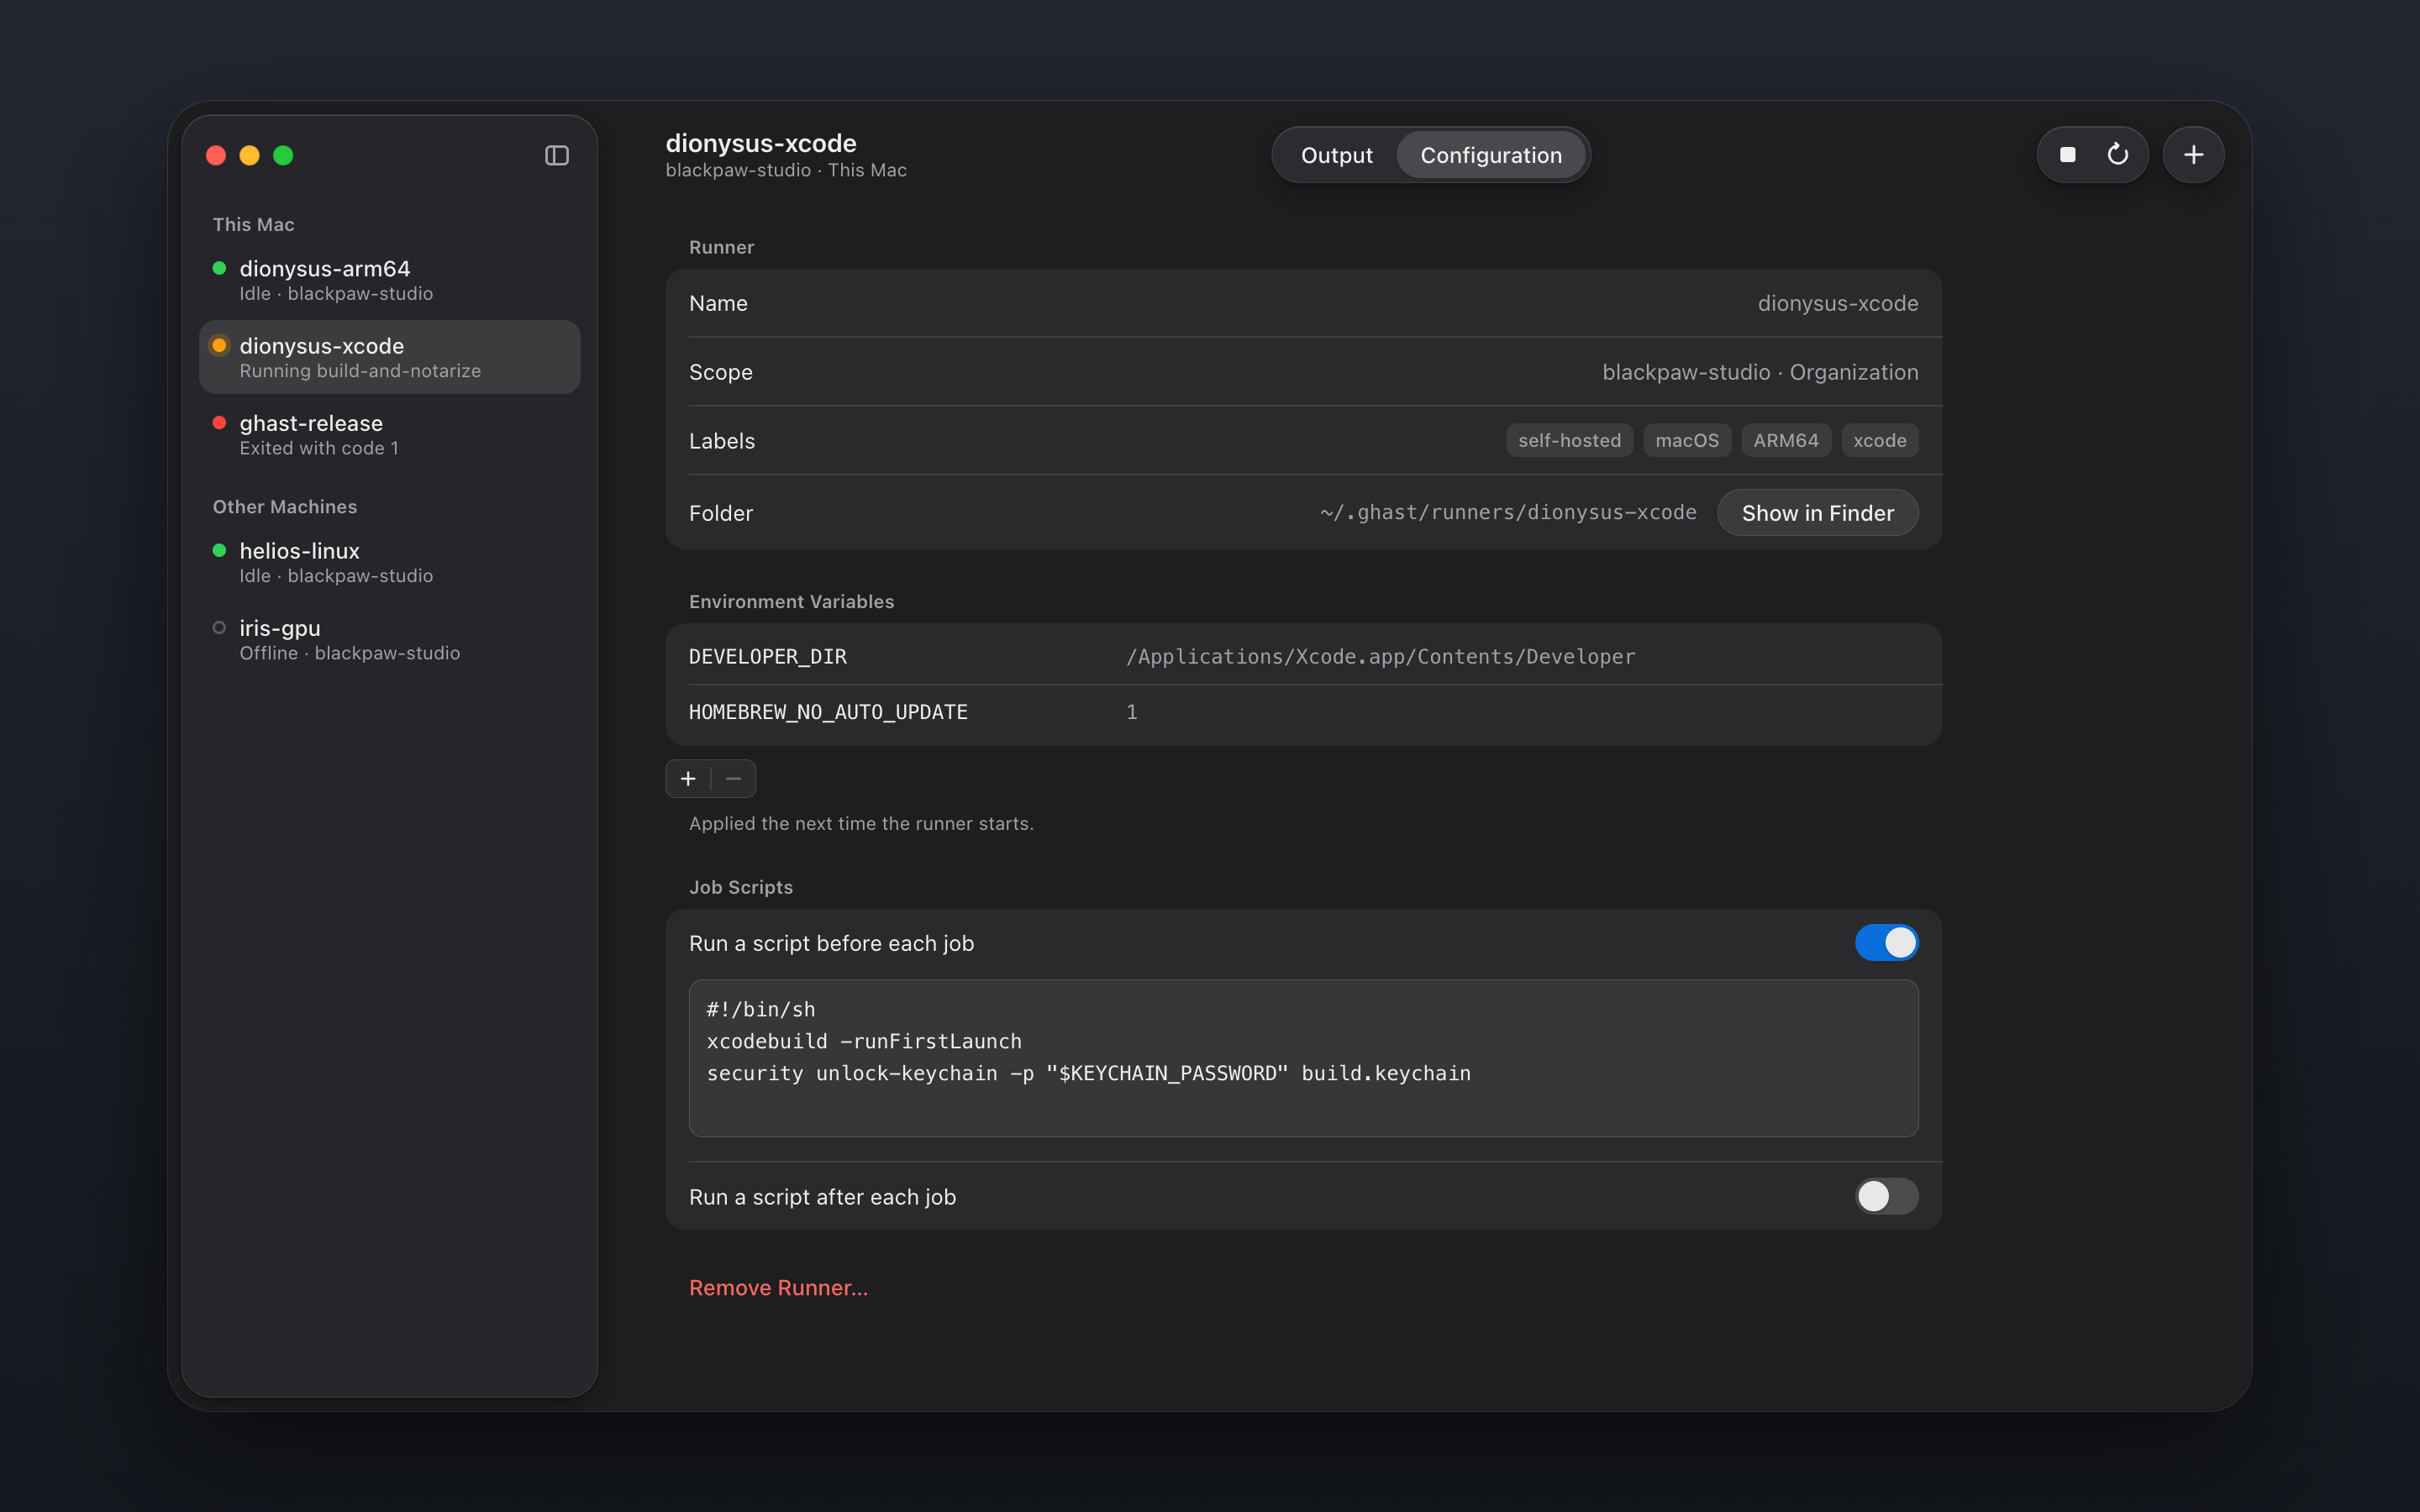 This Mac
dionysus-arm64
Idle · blackpaw-studio
dionysus-xcode
Running build-and-notarize
ghast-release
Exited with code 1
Other Machines
helios-linux
Idle · blackpaw-studio
iris-gpu
Offline · blackpaw-studio
dionysus-xcode
blackpaw-studio · This Mac
Output Configuration
Runner
Name dionysus-xcode
Scope blackpaw-studio · Organization
Labels self-hosted macOS ARM64 xcode
Folder ~/.ghast/runners/dionysus-xcode Show in Finder
Environment Variables
DEVELOPER_DIR /Applications/Xcode.app/Contents/Developer
HOMEBREW_NO_AUTO_UPDATE 1
Applied the next time the runner starts.
Job Scripts
Run a script before each job
#!/bin/sh
xcodebuild -runFirstLaunch
security unlock-keychain -p "$KEYCHAIN_PASSWORD" build.keychain
Run a script after each job
Remove Runner...